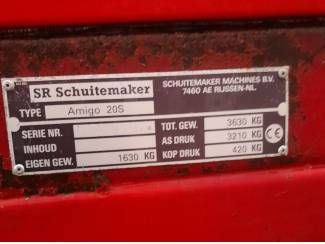 SR Schuitemaker
SCHUITEMAKER MACHINES B.V.
7460 AE RIJSSEN-NL.
TYPE Amigo 20S
SERIE NR.
TOT. GEW. 3630 KG
INHOUD
AS DRUK 3210 KG
EIGEN GEW. 1630 KG
KOP DRUK 420 KG
CE